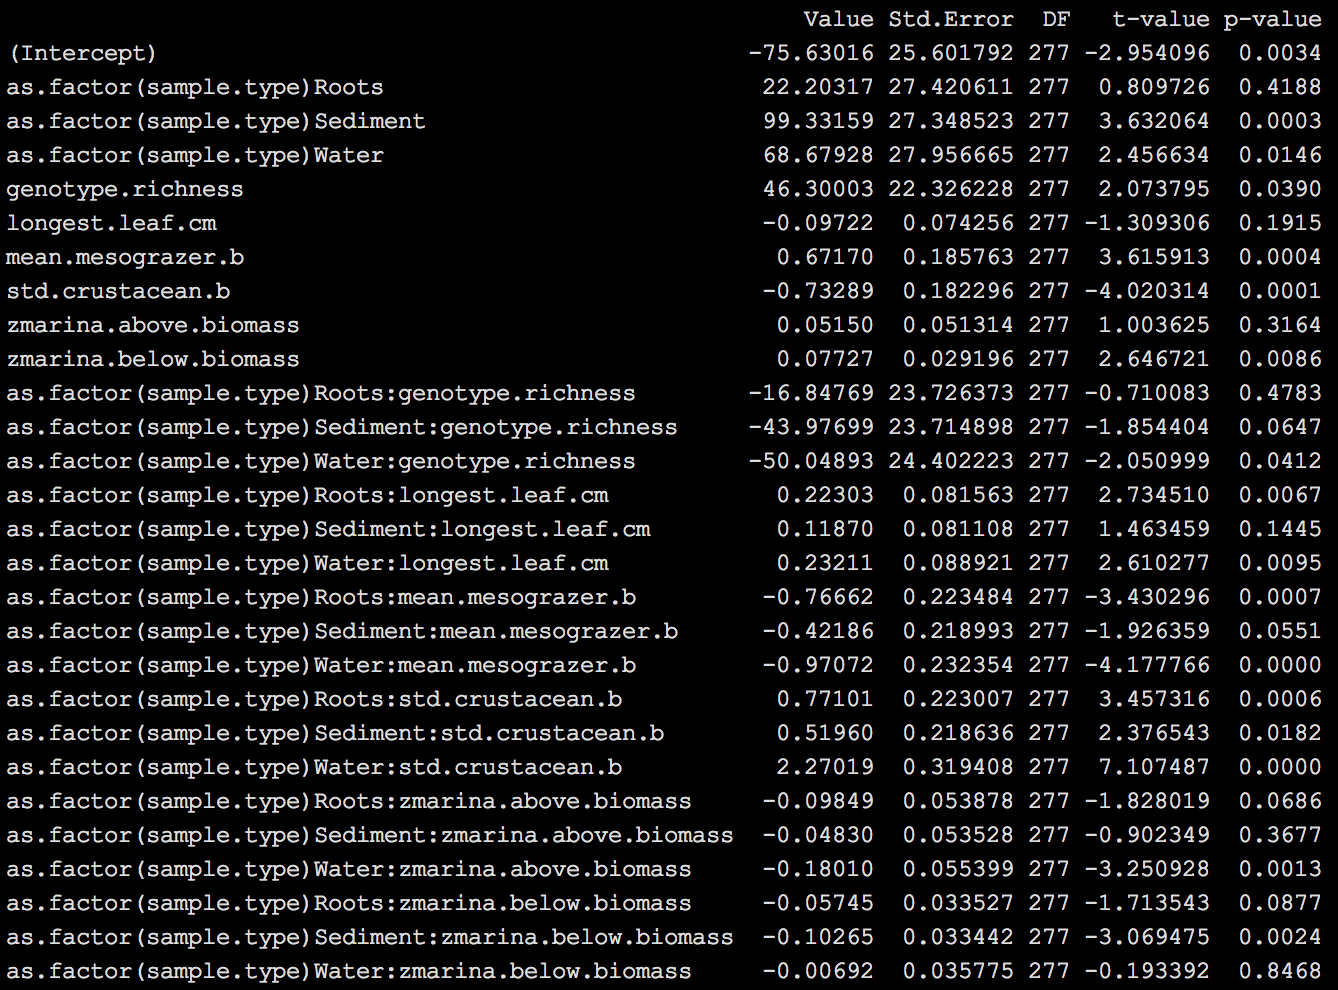 Value Std.Error DF t-value p-value
(Intercept) -75.63016 25.601792 277 -2.954096 0.0034
as.factor(sample.type)Roots 22.20317 27.420611 277 0.809726 0.4188
as.factor(sample.type)Sediment 99.33159 27.348523 277 3.632064 0.0003
as.factor(sample.type)Water 68.67928 27.956665 277 2.456634 0.0146
genotype.richness 46.30003 22.326228 277 2.073795 0.0390
longest.leaf.cm -0.09722 0.074256 277 -1.309306 0.1915
mean.mesograzer.b 0.67170 0.185763 277 3.615913 0.0004
std.crustacean.b -0.73289 0.182296 277 -4.020314 0.0001
zmarina.above.biomass 0.05150 0.051314 277 1.003625 0.3164
zmarina.below.biomass 0.07727 0.029196 277 2.646721 0.0086
as.factor(sample.type)Roots:genotype.richness -16.84769 23.726373 277 -0.710083 0.4783
as.factor(sample.type)Sediment:genotype.richness -43.97699 23.714898 277 -1.854404 0.0647
as.factor(sample.type)Water:genotype.richness -50.04893 24.402223 277 -2.050999 0.0412
as.factor(sample.type)Roots:longest.leaf.cm 0.22303 0.081563 277 2.734510 0.0067
as.factor(sample.type)Sediment:longest.leaf.cm 0.11870 0.081108 277 1.463459 0.1445
as.factor(sample.type)Water:longest.leaf.cm 0.23211 0.088921 277 2.610277 0.0095
as.factor(sample.type)Roots:mean.mesograzer.b -0.76662 0.223484 277 -3.430296 0.0007
as.factor(sample.type)Sediment:mean.mesograzer.b -0.42186 0.218993 277 -1.926359 0.0551
as.factor(sample.type)Water:mean.mesograzer.b -0.97072 0.232354 277 -4.177766 0.0000
as.factor(sample.type)Roots:std.crustacean.b 0.77101 0.223007 277 3.457316 0.0006
as.factor(sample.type)Sediment:std.crustacean.b 0.51960 0.218636 277 2.376543 0.0182
as.factor(sample.type)Water:std.crustacean.b 2.27019 0.319408 277 7.107487 0.0000
as.factor(sample.type)Roots:zmarina.above.biomass -0.09849 0.053878 277 -1.828019 0.0686
as.factor(sample.type)Sediment:zmarina.above.biomass -0.04830 0.053528 277 -0.902349 0.3677
as.factor(sample.type)Water:zmarina.above.biomass -0.18010 0.055399 277 -3.250928 0.0013
as.factor(sample.type)Roots:zmarina.below.biomass -0.05745 0.033527 277 -1.713543 0.0877
as.factor(sample.type)Sediment:zmarina.below.biomass -0.10265 0.033442 277 -3.069475 0.0024
as.factor(sample.type)Water:zmarina.below.biomass -0.00692 0.035775 277 -0.193392 0.8468